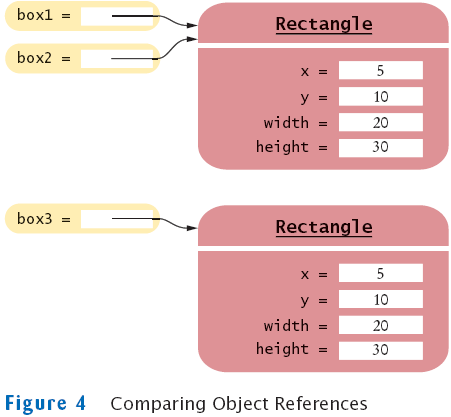 box1 =
Rectangle
box2 =
x = 5
y = 10
width = 20
height = 30
box3 =
Rectangle
x = 5
y = 10
width = 20
height = 30
Figure 4 Comparing Object References